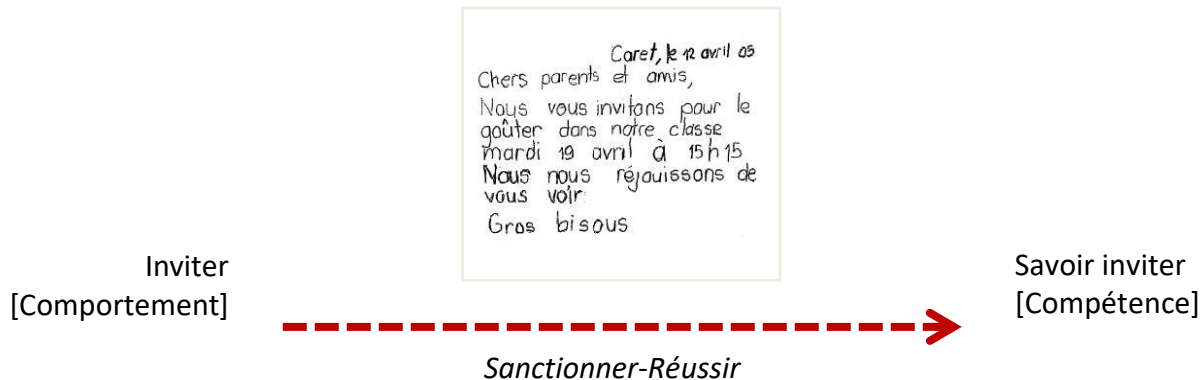 Caret, le 12 avril 05
Chers parents et amis,
Nous vous invitons pour le
goûter dans notre classe
mardi 19 avril à 15h15
Nous nous réjouissons de
vous voir
Gros bisous
Inviter
[Comportement]
Savoir inviter
[Compétence]
Sanctionner-Réussir